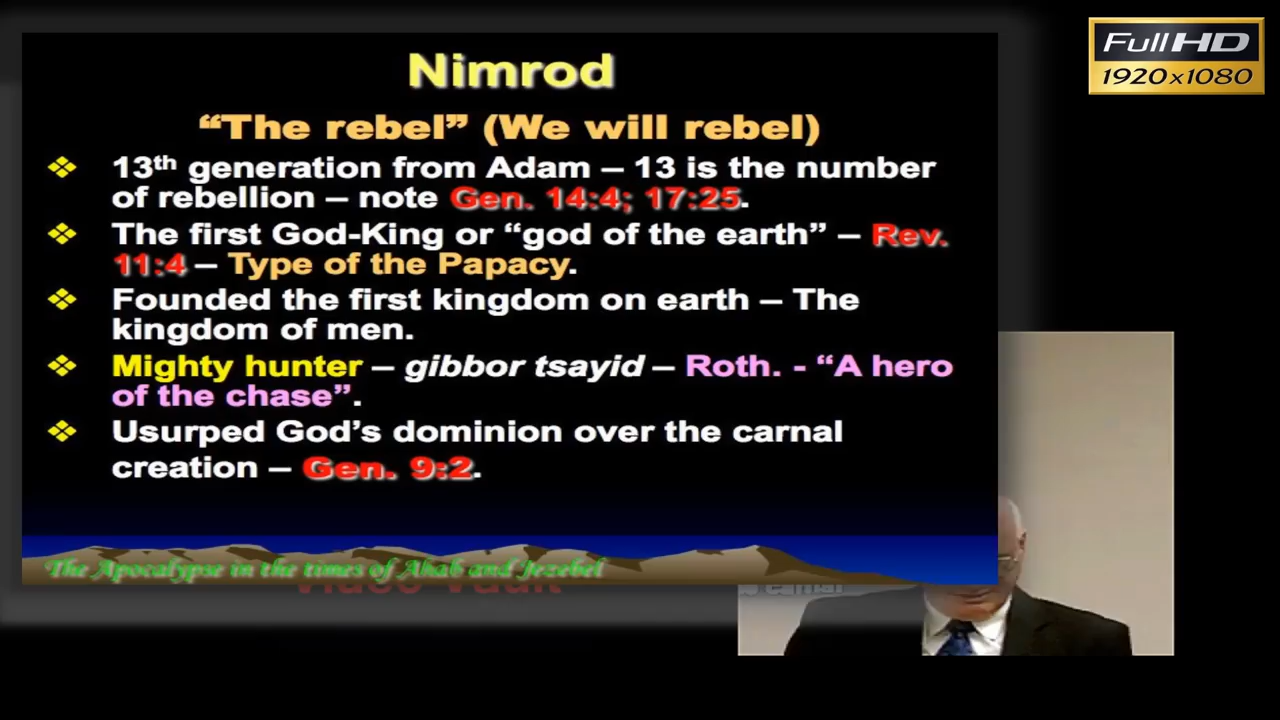 Nimrod
“The rebel” (We will rebel)
13th generation from Adam – 13 is the number
of rebellion – note Gen. 14:4; 17:25.
The first God-King or “god of the earth” – Rev.
11:4 – Type of the Papacy.
Founded the first kingdom on earth – The
kingdom of men.
Mighty hunter – gibbor tsayid – Roth. - “A hero
of the chase”.
Usurped God’s dominion over the carnal
creation – Gen. 9:2.
The Apocalypse in the times of Ahab and Jezebel
Video Vault
carnal
Full HD
1920x1080